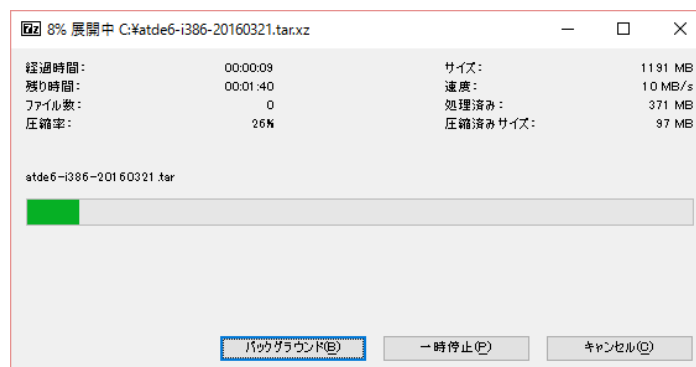 7z 8% 展開中 C:¥atde6-i386-20160321.tar.xz
経過時間: 00:00:09 サイズ: 1191 MB
残り時間: 00:01:40 速度: 10 MB/s
ファイル数: 0 処理済み: 371 MB
圧縮率: 26% 圧縮済みサイズ: 97 MB
atde6-i386-20160321.tar
バックグラウンド(B) 一時停止(P) キャンセル(C)